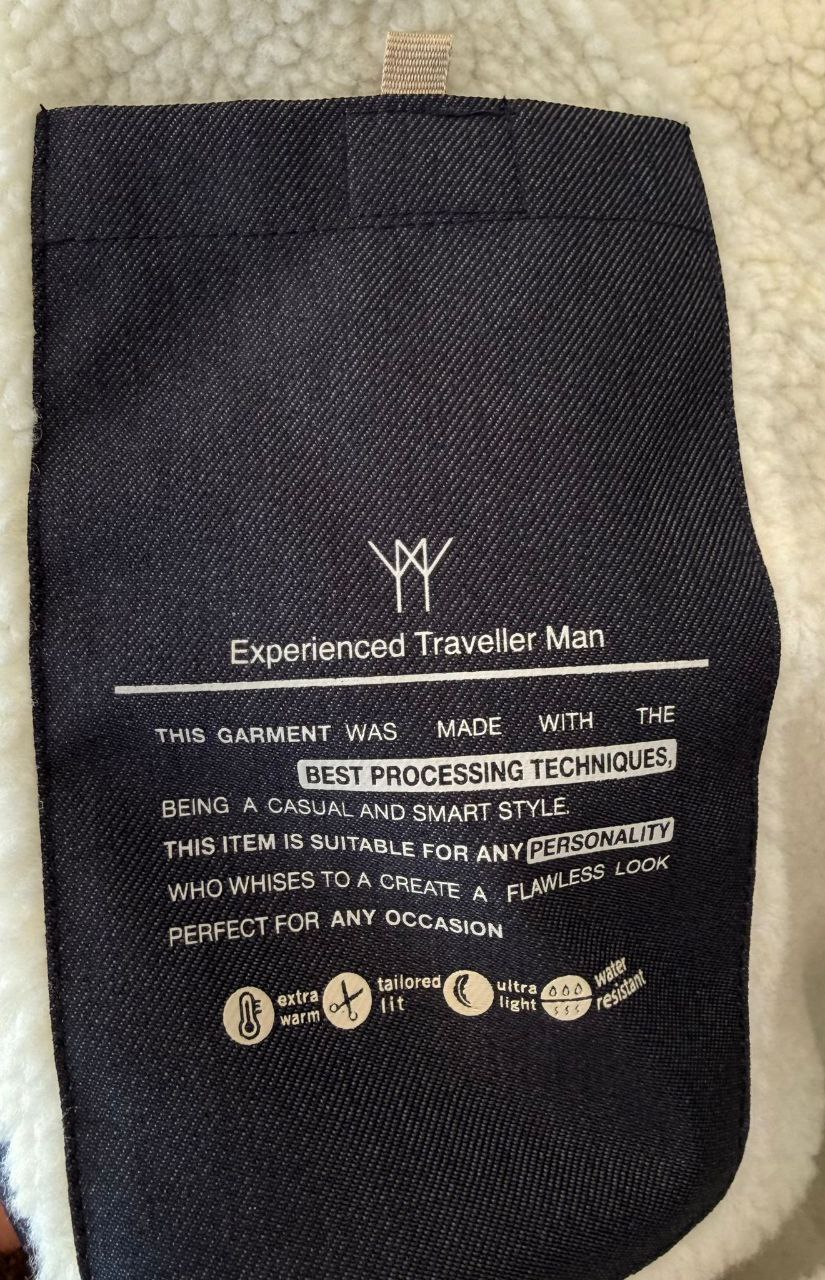 Experienced Traveller Man
THIS GARMENT WAS MADE WITH THE
BEST PROCESSING TECHNIQUES,
BEING A CASUAL AND SMART STYLE.
THIS ITEM IS SUITABLE FOR ANY PERSONALITY
WHO WHISES TO A CREATE A FLAWLESS LOOK
PERFECT FOR ANY OCCASION
extra warm
tailored lit
ultra light
water resistant